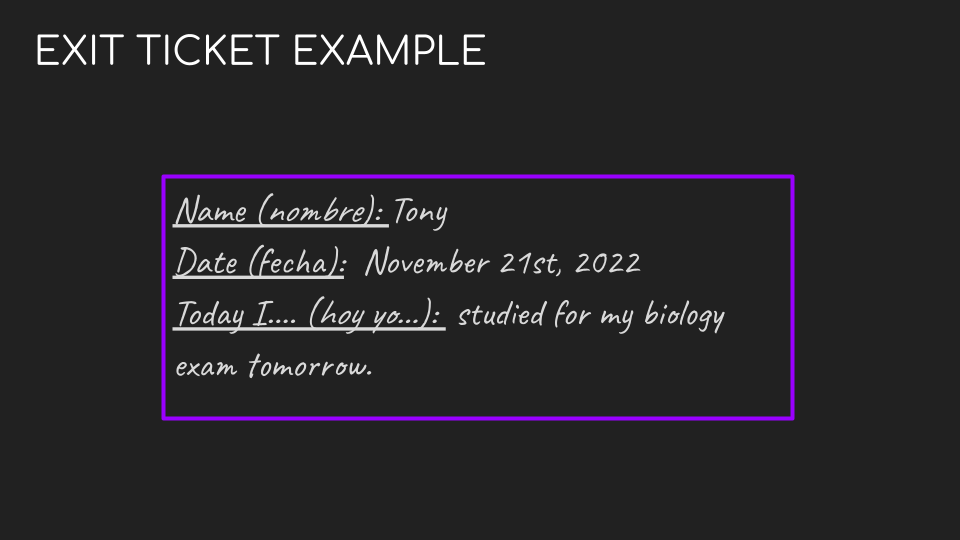 EXIT TICKET EXAMPLE
Name (nombre): Tony
Date (fecha): November 21st, 2022
Today I.... (hoy yo...): studied for my biology
exam tomorrow.